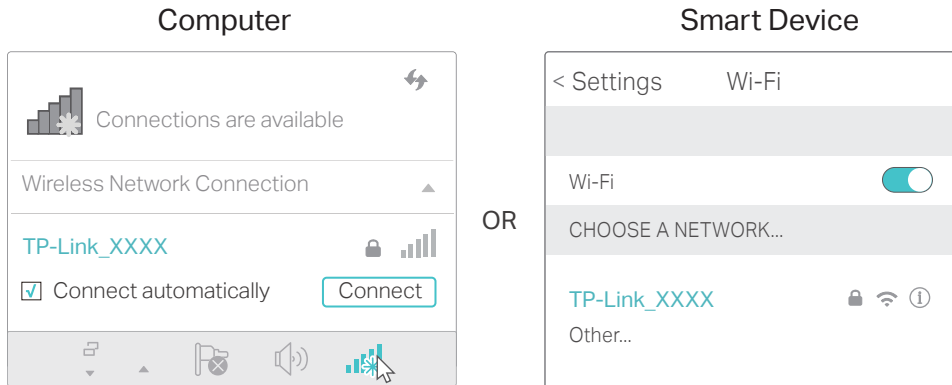 Computer
Connections are available
Wireless Network Connection
TP-Link_XXXX
Connect automatically
Connect
OR
Smart Device
< Settings
Wi-Fi
Wi-Fi
CHOOSE A NETWORK...
TP-Link_XXXX
Other...